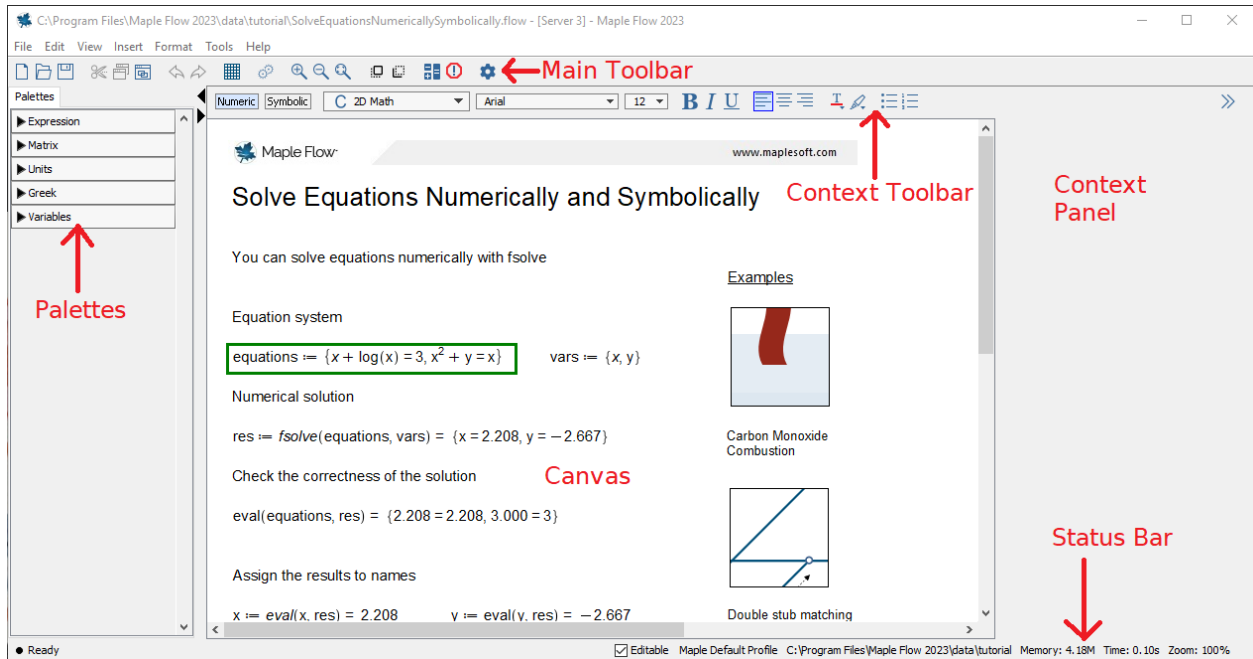 C:\Program Files\Maple Flow 2023\data\tutorial\SolveEquationsNumericallySymbolically.flow - [Server 3] - Maple Flow 2023
File Edit View Insert Format Tools Help
Main Toolbar
Palettes
Numeric Symbolic C 2D Math Arial 12 B I U T
Expression
Matrix
Units
Greek
Variables
Palettes
Maple Flow
www.maplesoft.com
Solve Equations Numerically and Symbolically
Context Toolbar
Context
Panel
You can solve equations numerically with fsolve
Examples
Equation system
equations := {x + log(x) = 3, x² + y = x} vars := {x, y}
Numerical solution
res := fsolve(equations, vars) = {x = 2.208, y = −2.667}
Carbon Monoxide
Combustion
Check the correctness of the solution
Canvas
eval(equations, res) = {2.208 = 2.208, 3.000 = 3}
Status Bar
Assign the results to names
x := eval(x, res) = 2.208 y := eval(y, res) = −2.667
Double stub matching
Ready
Editable Maple Default Profile C:\Program Files\Maple Flow 2023\data\tutorial Memory: 4.18M Time: 0.10s Zoom: 100%